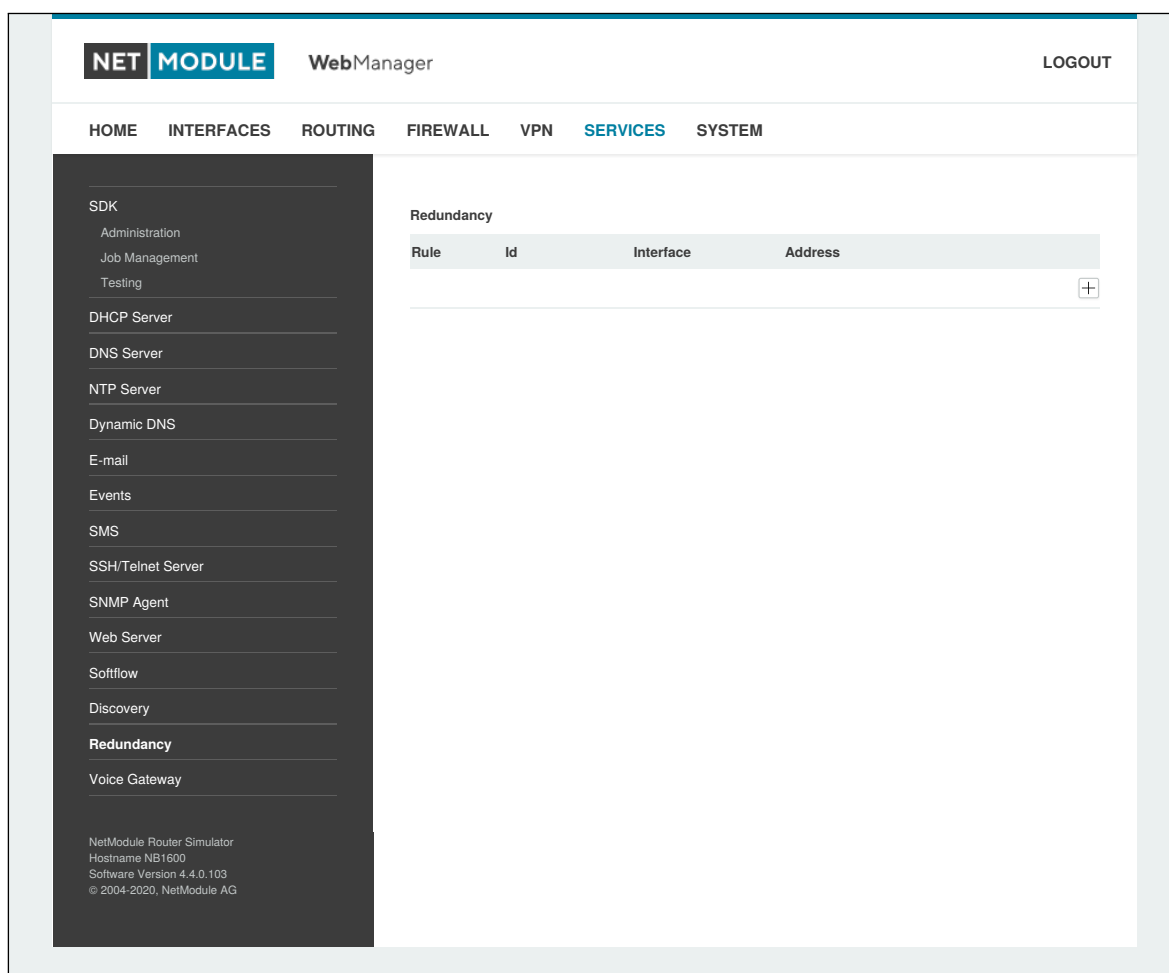 NET MODULE WebManager LOGOUT
HOME INTERFACES ROUTING FIREWALL VPN SERVICES SYSTEM
SDK
Administration
Job Management
Testing
DHCP Server
DNS Server
NTP Server
Dynamic DNS
E-mail
Events
SMS
SSH/Telnet Server
SNMP Agent
Web Server
Softflow
Discovery
Redundancy
Voice Gateway
NetModule Router Simulator
Hostname NB1600
Software Version 4.4.0.103
© 2004-2020, NetModule AG
Redundancy
Rule Id Interface Address